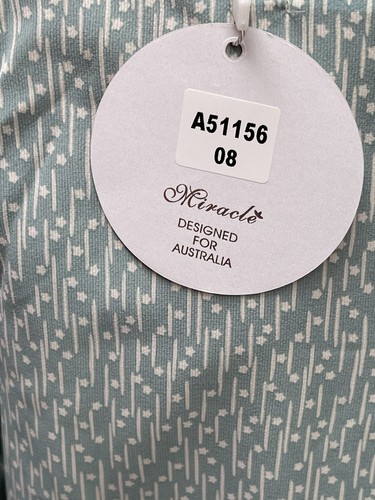 A51156
08
Miracle
DESIGNED
FOR
AUSTRALIA